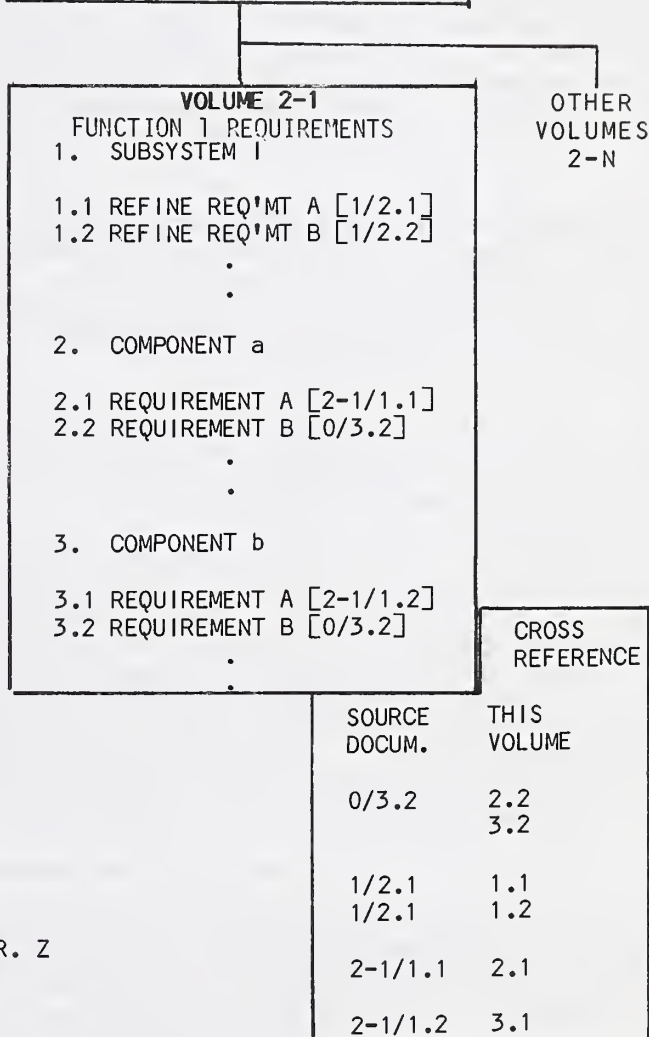 VOLUME 2-1
FUNCTION 1 REQUIREMENTS
1. SUBSYSTEM I
1.1 REFINE REQ'MT A [1/2.1]
1.2 REFINE REQ'MT B [1/2.2]
.
.
2. COMPONENT a
2.1 REQUIREMENT A [2-1/1.1]
2.2 REQUIREMENT B [0/3.2]
.
.
3. COMPONENT b
3.1 REQUIREMENT A [2-1/1.2]
3.2 REQUIREMENT B [0/3.2]
.
.
OTHER
VOLUMES
2-N
CROSS
REFERENCE
SOURCE THIS
DOCUM. VOLUME
0/3.2 2.2
3.2
1/2.1 1.1
1/2.1 1.2
2-1/1.1 2.1
2-1/1.2 3.1
R. Z